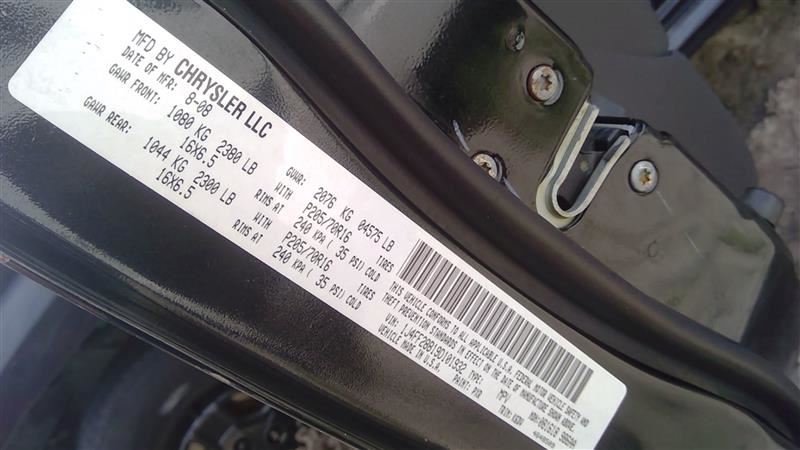 MFD BY CHRYSLER LLC
DATE OF MFR: 8-08 GVWR: 2076 KG 04575 LB
GAWR FRONT: 1080 KG 2380 LB WITH P205/70R16 TIRES
16X6.5 RIMS AT 240 KPA( 35 PSI) COLD
GAWR REAR: 1044 KG 2300 LB WITH P205/70R16 TIRES
16X6.5 RIMS AT 240 KPA( 35 PSI) COLD
THIS VEHICLE CONFORMS TO ALL APPLICABLE U.S.A. FEDERAL MOTOR VEHICLE SAFETY AND
THEFT PREVENTION STANDARDS IN EFFECT ON THE DATE OF MANUFACTURE SHOWN ABOVE.
VIN: 1J4FF28B19D101932 TYPE: MPV
VEHICLE MADE IN U.S.A. PAINT: PXR